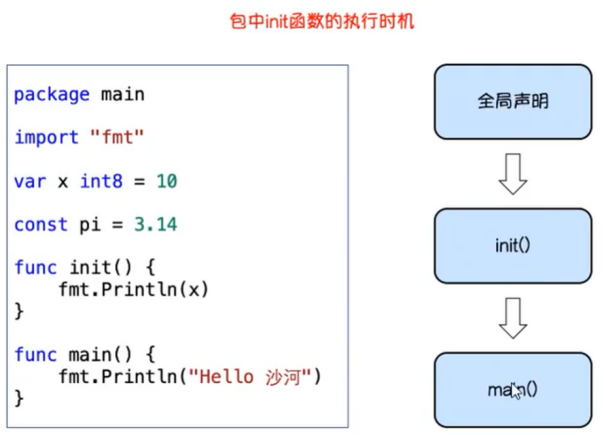 包中init函数的执行时机
package main
import "fmt"
var x int8 = 10
const pi = 3.14
func init() {
    fmt.Println(x)
}
func main() {
    fmt.Println("Hello 沙河")
}
全局声明
init()
main()